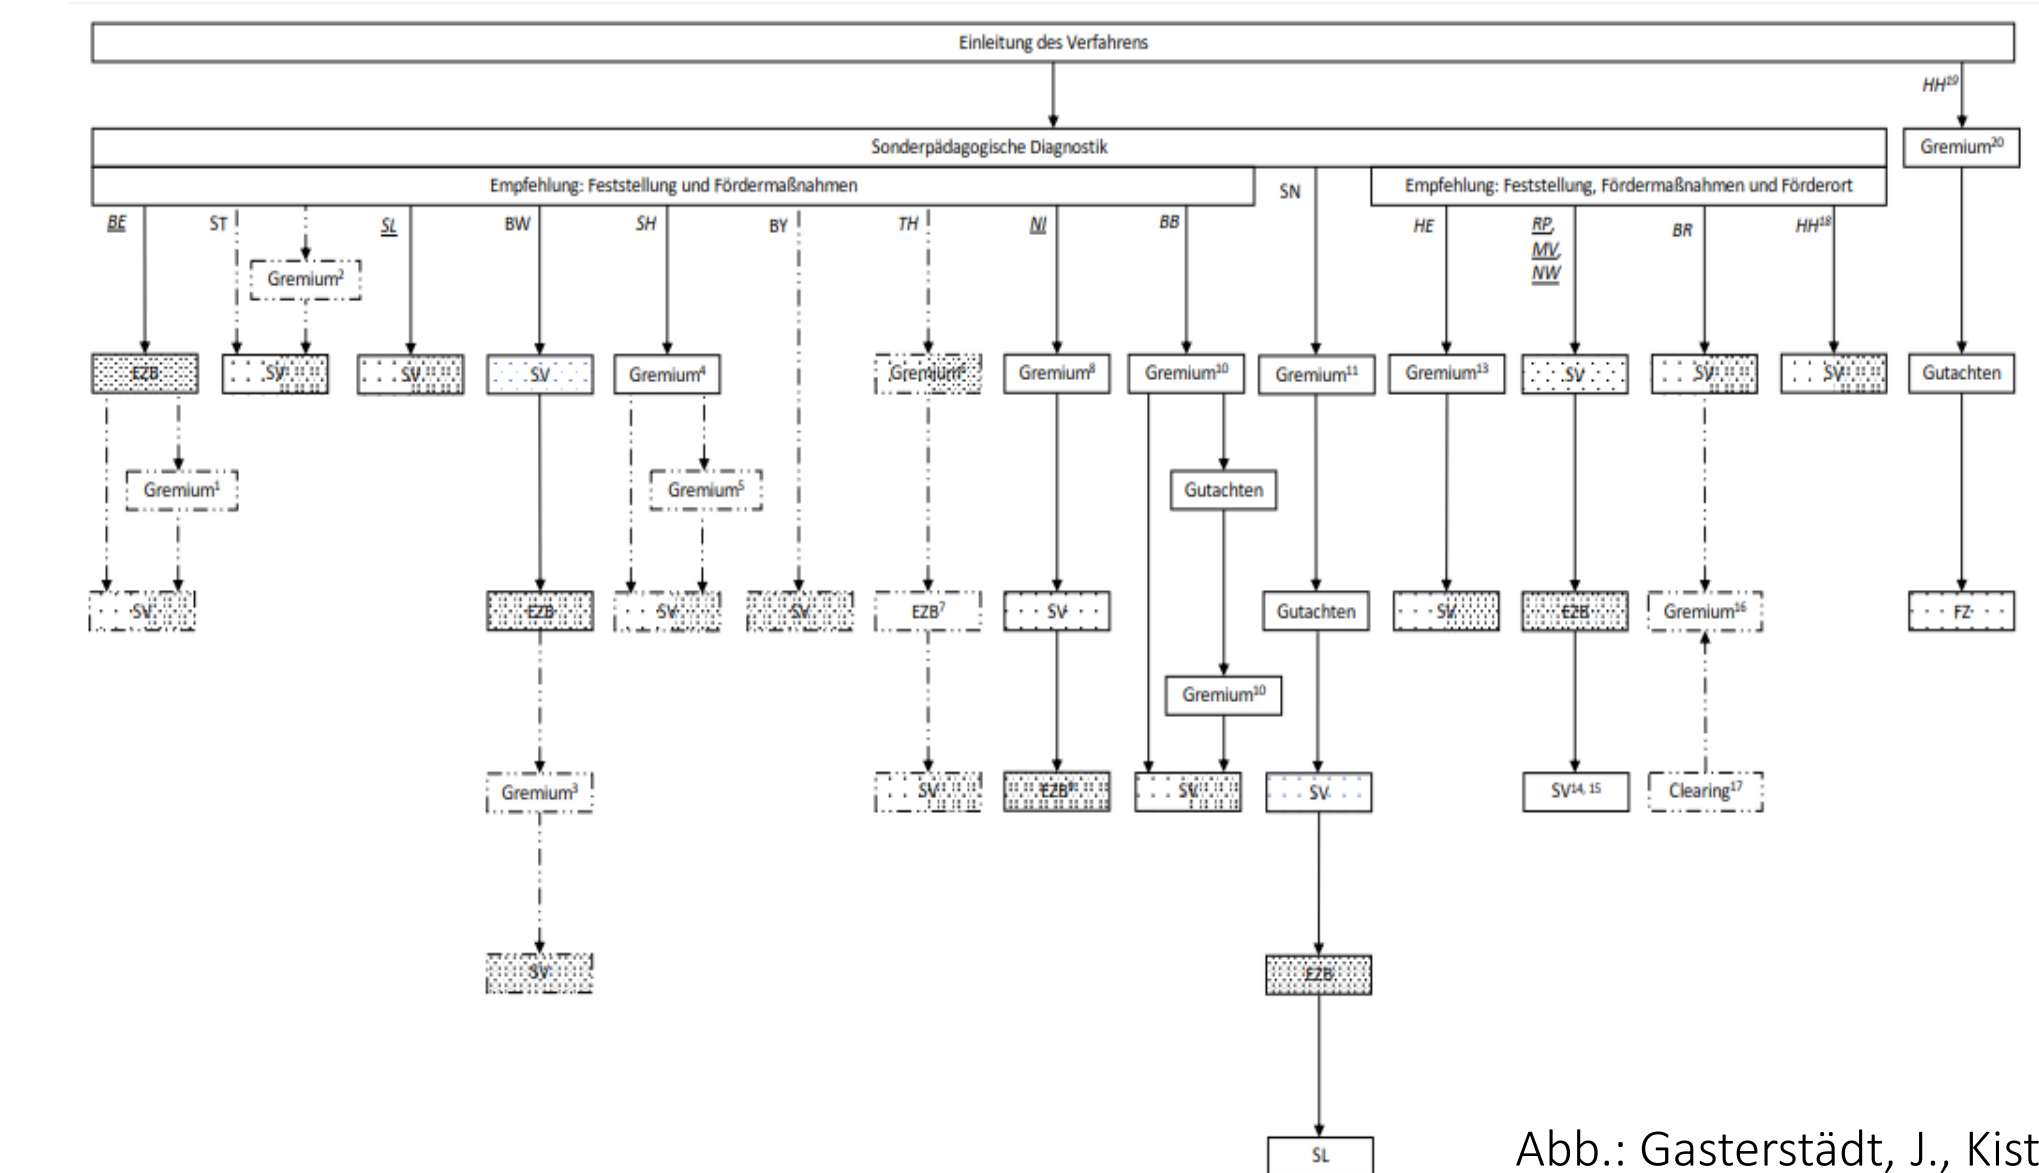 Einleitung des Verfahrens
HH¹⁹
Sonderpädagogische Diagnostik
Gremium²⁰
Empfehlung: Feststellung und Fördermaßnahmen
SN
Empfehlung: Feststellung, Fördermaßnahmen und Förderort
BE
ST
SL
BW
SH
BY
TH
NI
BB
HE
RP,
MV,
NW
BR
HH¹⁸
Gremium²
EZB
SV
SV
SV
Gremium⁴
Gremium
Gremium⁸
Gremium¹⁰
Gremium¹¹
Gremium¹³
SV
SV
SV
Gutachten
Gremium¹
Gremium⁵
Gutachten
SV
EZB
SV
SV
EZB⁷
SV
Gutachten
SV
EZB
Gremium¹⁶
FZ
Gremium¹⁰
Gremium³
SV
EZB
SV
SV
SV¹⁴, ¹⁵
Clearing¹⁷
SV
EZB
SL
Abb.: Gasterstädt, J., Kist